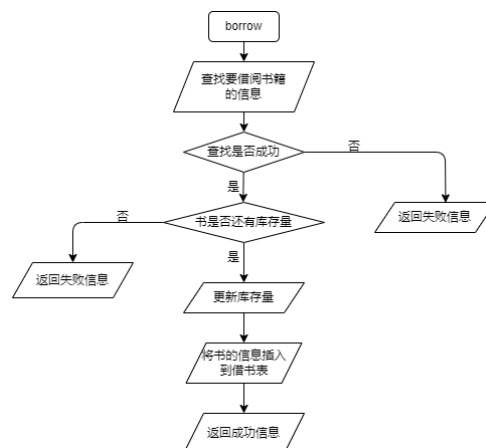 borrow
查找要借阅书籍
的信息
查找是否成功
否
是
返回失败信息
书是否还有库存量
否
是
返回失败信息
更新库存量
将书的信息插入
到借书表
返回成功信息